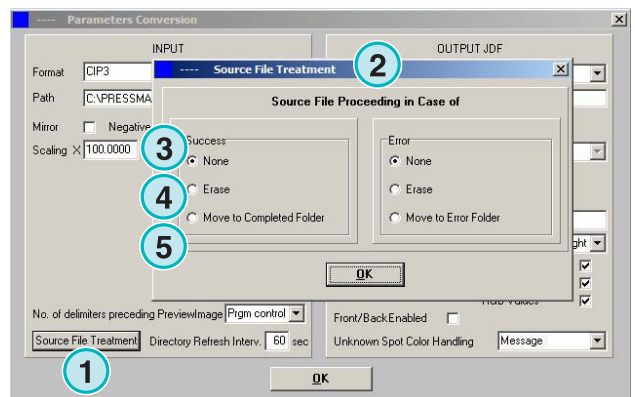 ---- Parameters Conversion
INPUT
OUTPUT JDF
Format CIP3
Path C:\PRESSMA
Mirror Negative
Scaling X 100.0000
---- Source File Treatment
2
Source File Proceeding in Case of
Success
3
None
4
Erase
Move to Completed Folder
5
Error
None
Erase
Move to Error Folder
OK
ght
No. of delimiters preceding PreviewImage Prgm control
Source File Treatment Directory Refresh Interv. 60 sec
1
Values
Front/Back Enabled
Unknown Spot Color Handling Message
OK